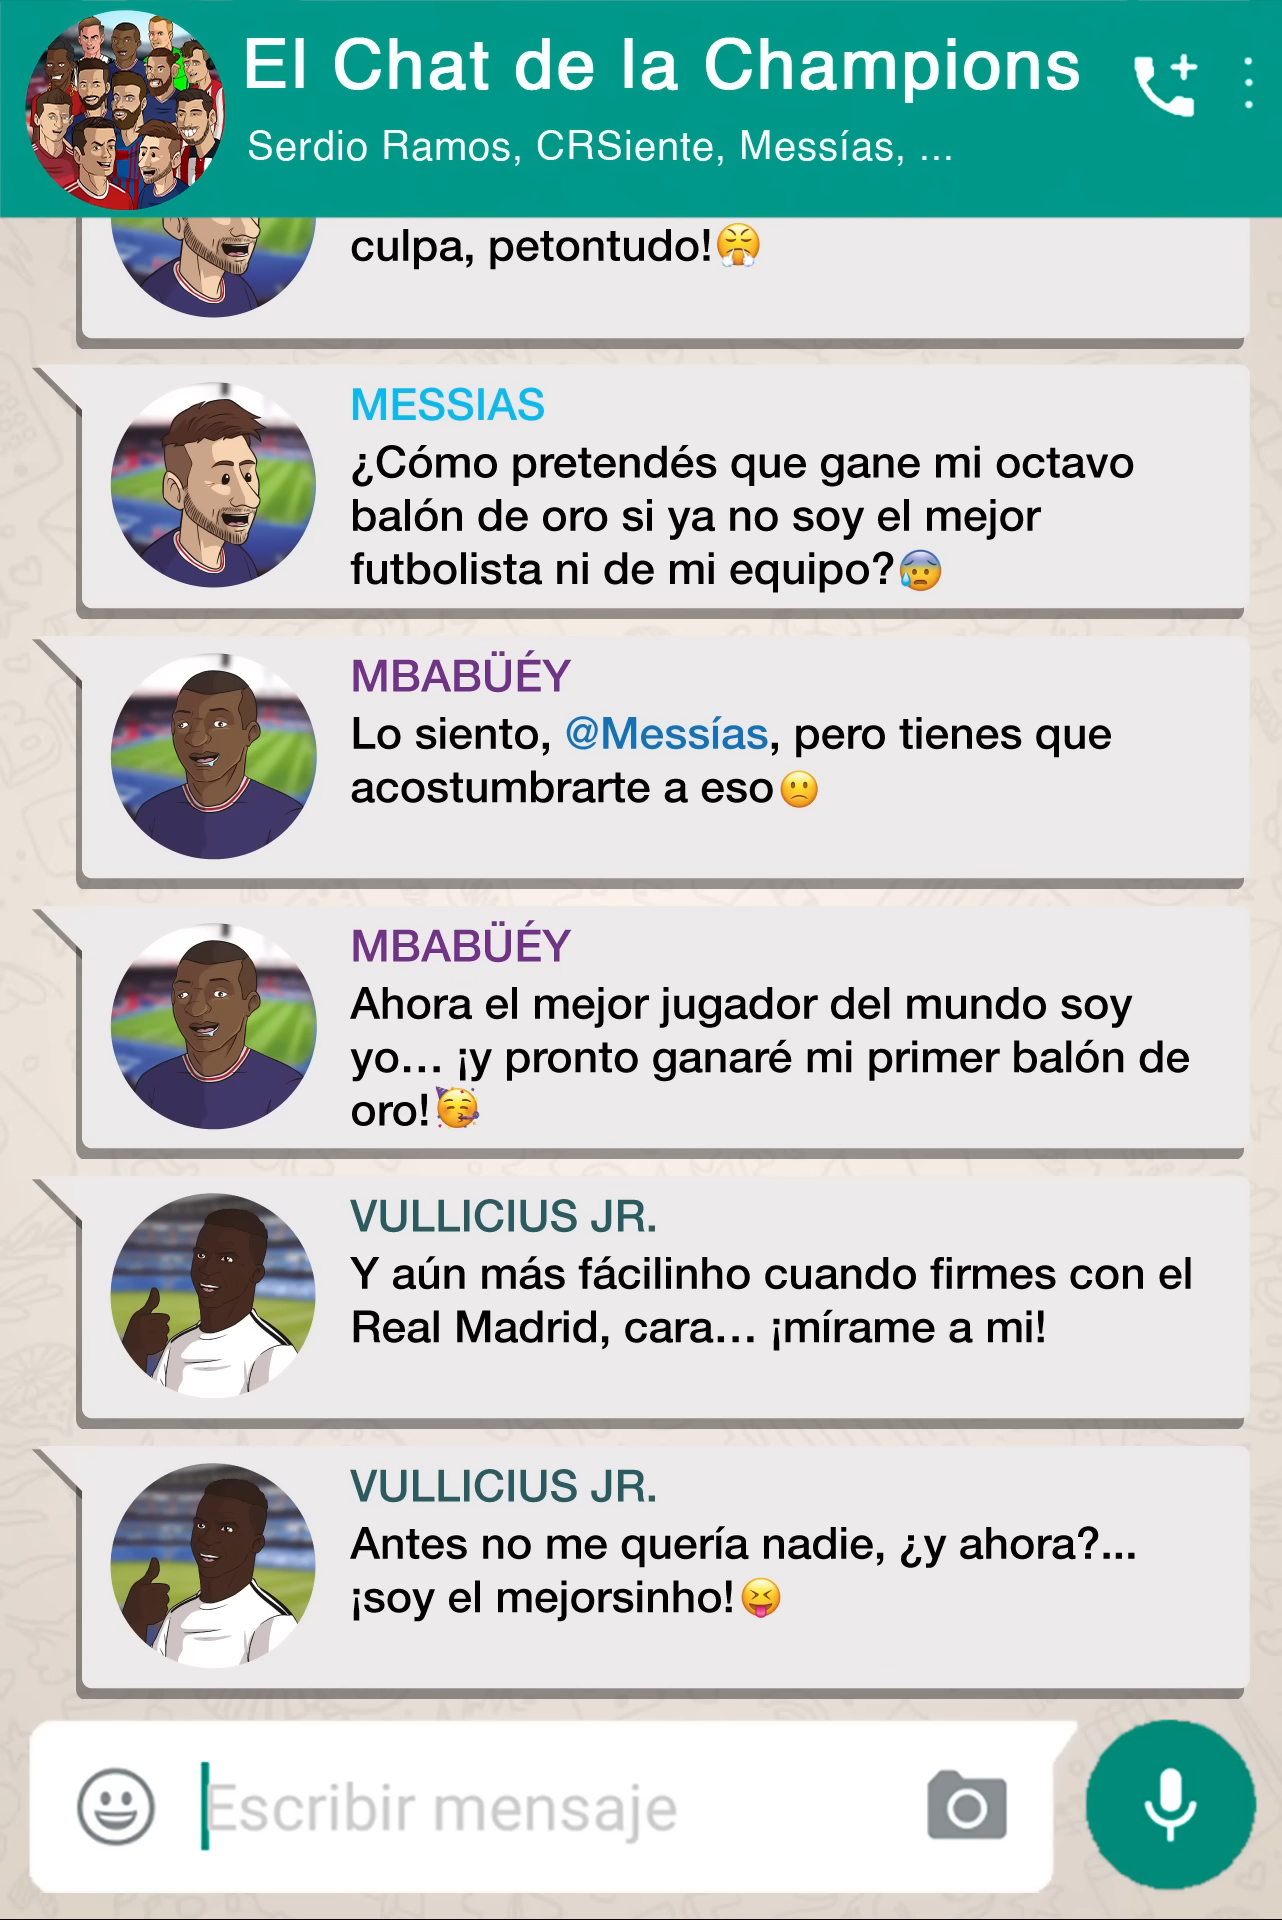 El Chat de la Champions
Serdio Ramos, CRSiente, Messías, ...
culpa, petontudo!😤
MESSIAS
¿Cómo pretendés que gane mi octavo
balón de oro si ya no soy el mejor
futbolista ni de mi equipo?😰
MBABÜÉY
Lo siento, @Messías, pero tienes que
acostumbrarte a eso🙁
MBABÜÉY
Ahora el mejor jugador del mundo soy
yo... ¡y pronto ganaré mi primer balón de
oro!🥳
VULLICIUS JR.
Y aún más fácilinho cuando firmes con el
Real Madrid, cara... ¡mírame a mi!
VULLICIUS JR.
Antes no me quería nadie, ¿y ahora?...
¡soy el mejorsinho!😝
Escribir mensaje